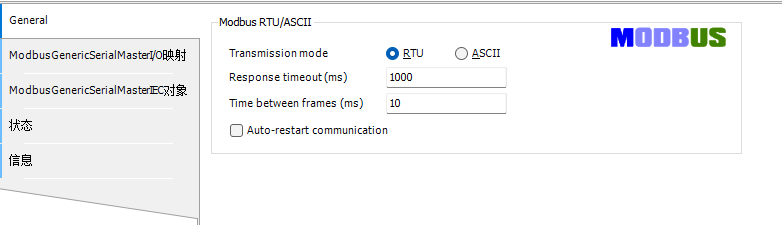 General
ModbusGenericSerialMasterI/O映射
ModbusGenericSerialMasterIEC对象
状态
信息
Modbus RTU/ASCII
MODBUS
Transmission mode
RTU
ASCII
Response timeout (ms)
1000
Time between frames (ms)
10
Auto-restart communication